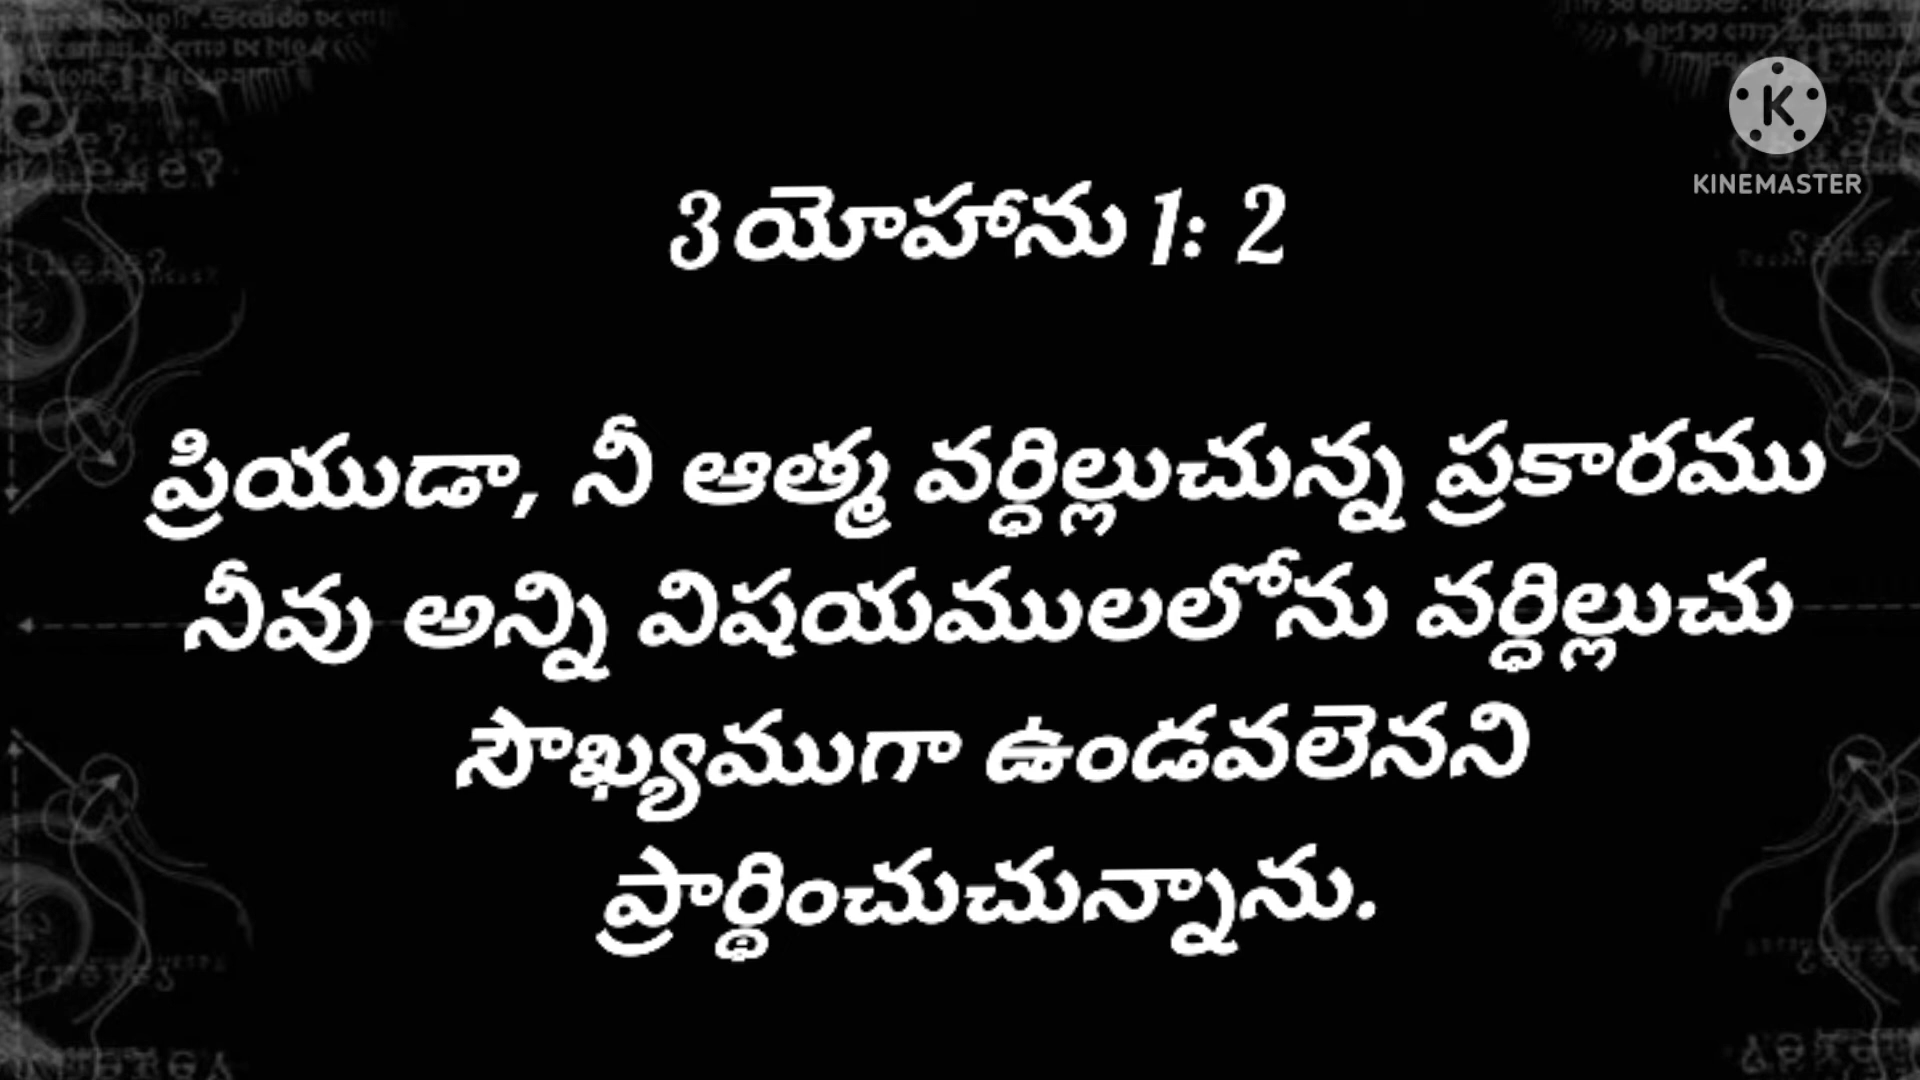 KINEMASTER
3 యోహాను 1: 2
ప్రియుడా, నీ ఆత్మ వర్ధిల్లుచున్న ప్రకారము
నీవు అన్ని విషయములలోను వర్ధిల్లుచు
సౌఖ్యముగా ఉండవలెనని
ప్రార్థించుచున్నాను.